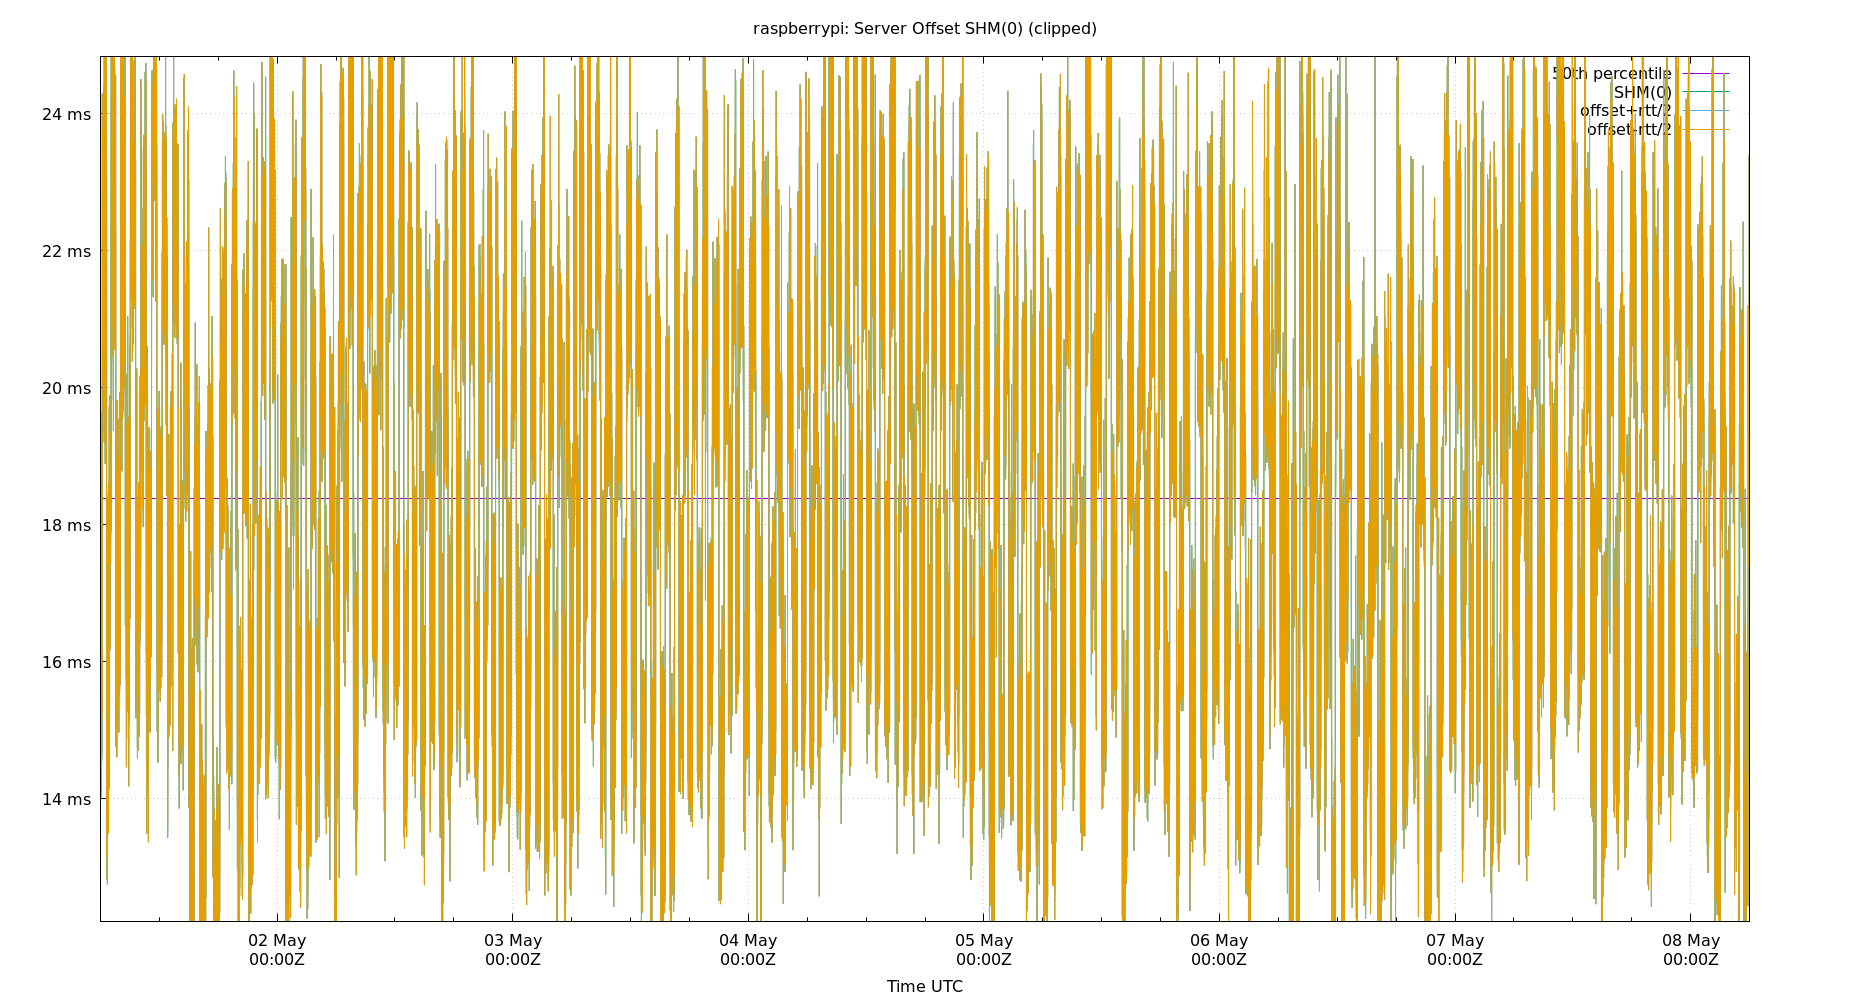 raspberrypi: Server Offset SHM(0) (clipped)
50th percentile
SHM(0)
offset+rtt/2
offset-rtt/2
24 ms
22 ms
20 ms
18 ms
16 ms
14 ms
02 May 03 May 04 May 05 May 06 May 07 May 08 May
00:00Z 00:00Z 00:00Z 00:00Z 00:00Z 00:00Z 00:00Z
Time UTC